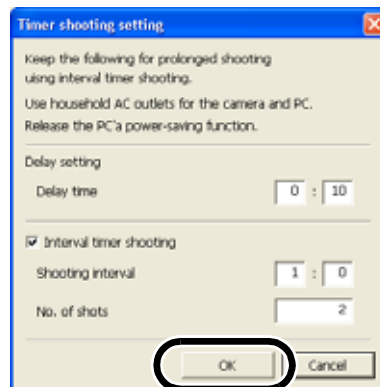 Timer shooting setting
Keep the following for prolonged shooting
uisng interval timer shooting.
Use household AC outlets for the camera and PC.
Release the PC'a power-saving function.
Delay setting
Delay time 0 : 10
Interval timer shooting
Shooting interval 1 : 0
No. of shots 2
OK Cancel